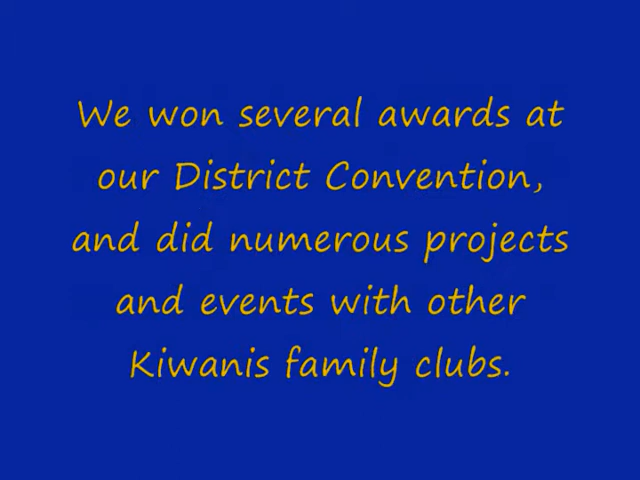 We won several awards at
our District Convention,
and did numerous projects
and events with other
Kiwanis family clubs.